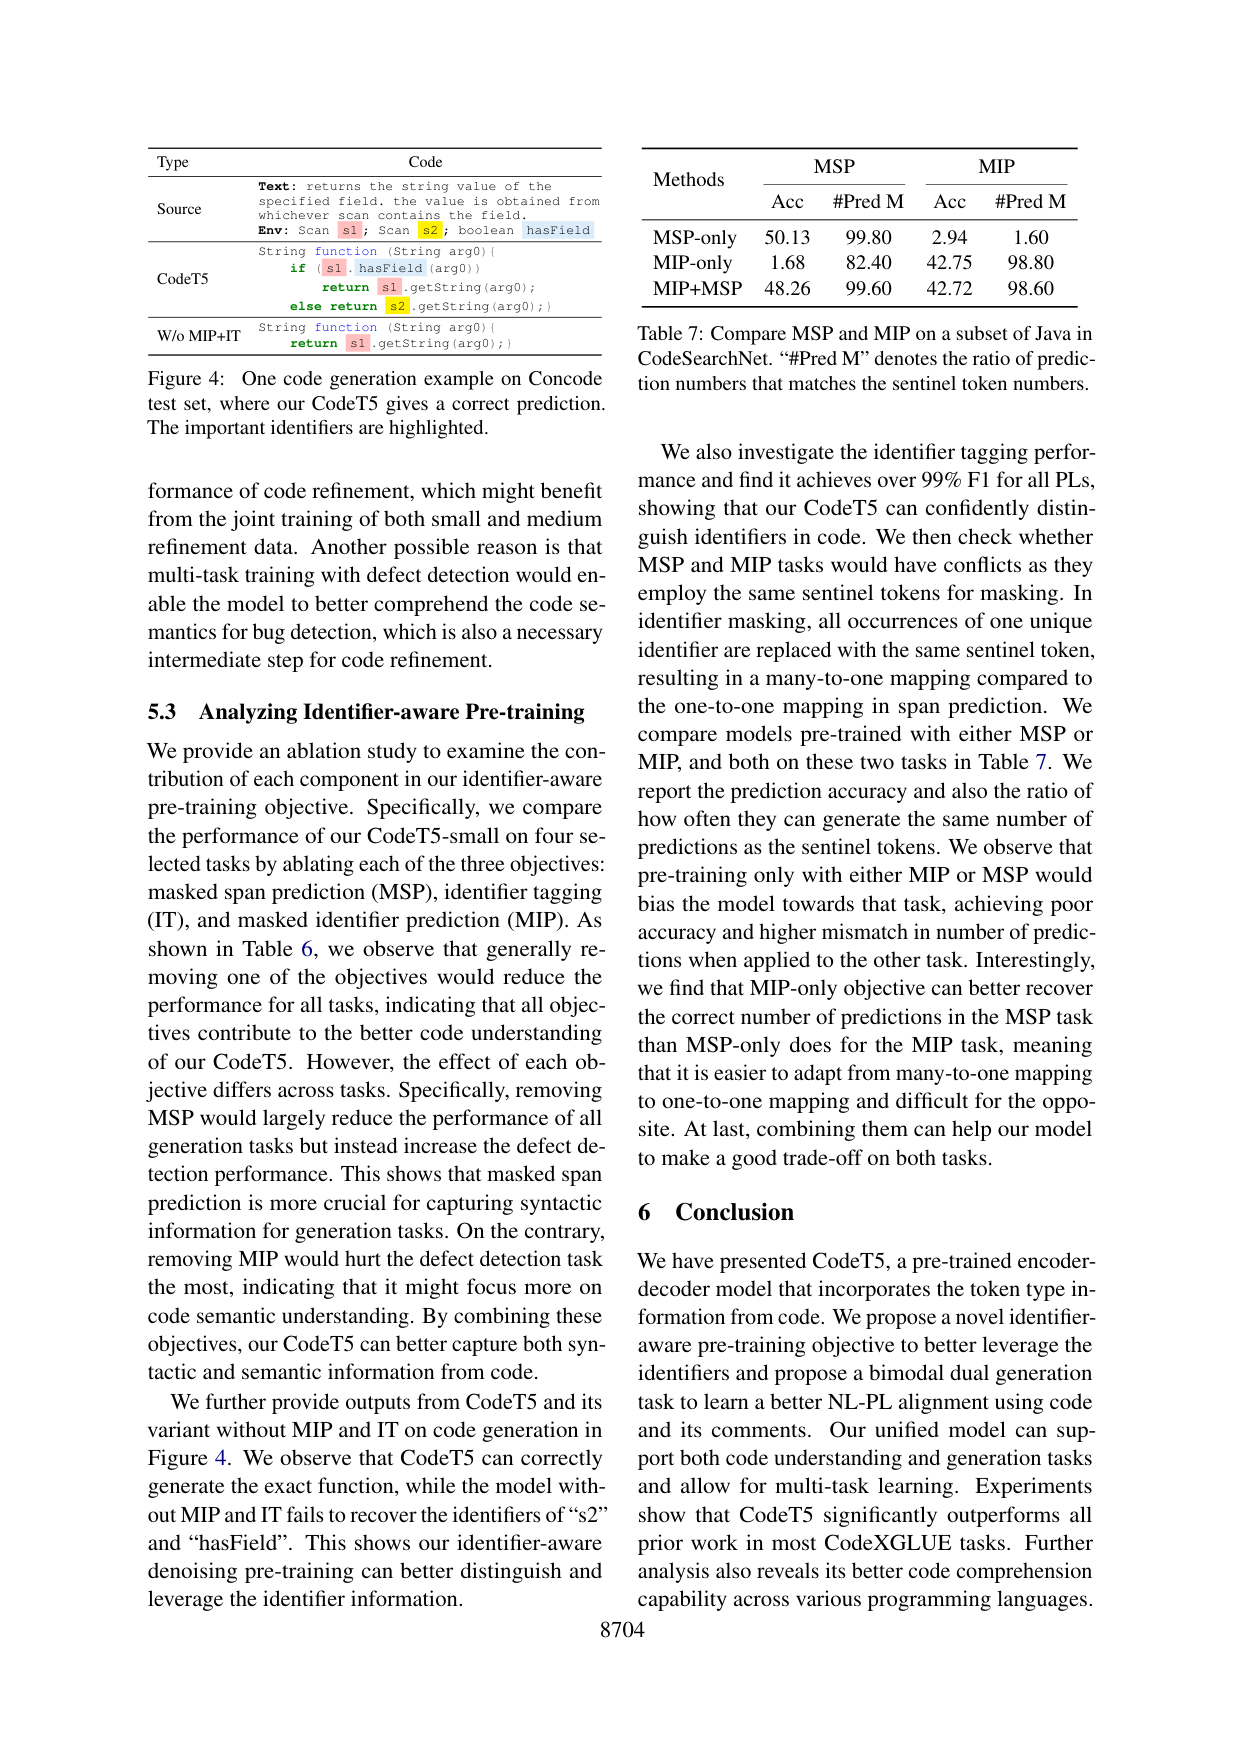 Type Code
Source
Text: returns the string value of the
specified field. the value is obtained from
whichever scan contains the field.
Env: Scan s1; Scan s2; boolean hasField
CodeT5
String function (String arg0){
if (s1.hasField(arg0))
return s1.getString(arg0);
else return s2.getString(arg0);}
W/o MIP+IT
String function (String arg0){
return s1.getString(arg0);}
Figure 4: One code generation example on Concode
test set, where our CodeT5 gives a correct prediction.
The important identifiers are highlighted.
formance of code refinement, which might benefit
from the joint training of both small and medium
refinement data. Another possible reason is that
multi-task training with defect detection would en-
able the model to better comprehend the code se-
mantics for bug detection, which is also a necessary
intermediate step for code refinement.
5.3 Analyzing Identifier-aware Pre-training
We provide an ablation study to examine the con-
tribution of each component in our identifier-aware
pre-training objective. Specifically, we compare
the performance of our CodeT5-small on four se-
lected tasks by ablating each of the three objectives:
masked span prediction (MSP), identifier tagging
(IT), and masked identifier prediction (MIP). As
shown in Table 6, we observe that generally re-
moving one of the objectives would reduce the
performance for all tasks, indicating that all objec-
tives contribute to the better code understanding
of our CodeT5. However, the effect of each ob-
jective differs across tasks. Specifically, removing
MSP would largely reduce the performance of all
generation tasks but instead increase the defect de-
tection performance. This shows that masked span
prediction is more crucial for capturing syntactic
information for generation tasks. On the contrary,
removing MIP would hurt the defect detection task
the most, indicating that it might focus more on
code semantic understanding. By combining these
objectives, our CodeT5 can better capture both syn-
tactic and semantic information from code.
We further provide outputs from CodeT5 and its
variant without MIP and IT on code generation in
Figure 4. We observe that CodeT5 can correctly
generate the exact function, while the model with-
out MIP and IT fails to recover the identifiers of “s2”
and “hasField”. This shows our identifier-aware
denoising pre-training can better distinguish and
leverage the identifier information.
Methods MSP MIP
Acc #Pred M Acc #Pred M
MSP-only 50.13 99.80 2.94 1.60
MIP-only 1.68 82.40 42.75 98.80
MIP+MSP 48.26 99.60 42.72 98.60
Table 7: Compare MSP and MIP on a subset of Java in
CodeSearchNet. “#Pred M” denotes the ratio of predic-
tion numbers that matches the sentinel token numbers.
We also investigate the identifier tagging perfor-
mance and find it achieves over 99% F1 for all PLs,
showing that our CodeT5 can confidently distin-
guish identifiers in code. We then check whether
MSP and MIP tasks would have conflicts as they
employ the same sentinel tokens for masking. In
identifier masking, all occurrences of one unique
identifier are replaced with the same sentinel token,
resulting in a many-to-one mapping compared to
the one-to-one mapping in span prediction. We
compare models pre-trained with either MSP or
MIP, and both on these two tasks in Table 7. We
report the prediction accuracy and also the ratio of
how often they can generate the same number of
predictions as the sentinel tokens. We observe that
pre-training only with either MIP or MSP would
bias the model towards that task, achieving poor
accuracy and higher mismatch in number of predic-
tions when applied to the other task. Interestingly,
we find that MIP-only objective can better recover
the correct number of predictions in the MSP task
than MSP-only does for the MIP task, meaning
that it is easier to adapt from many-to-one mapping
to one-to-one mapping and difficult for the oppo-
site. At last, combining them can help our model
to make a good trade-off on both tasks.
6 Conclusion
We have presented CodeT5, a pre-trained encoder-
decoder model that incorporates the token type in-
formation from code. We propose a novel identifier-
aware pre-training objective to better leverage the
identifiers and propose a bimodal dual generation
task to learn a better NL-PL alignment using code
and its comments. Our unified model can sup-
port both code understanding and generation tasks
and allow for multi-task learning. Experiments
show that CodeT5 significantly outperforms all
prior work in most CodeXGLUE tasks. Further
analysis also reveals its better code comprehension
capability across various programming languages.
8704